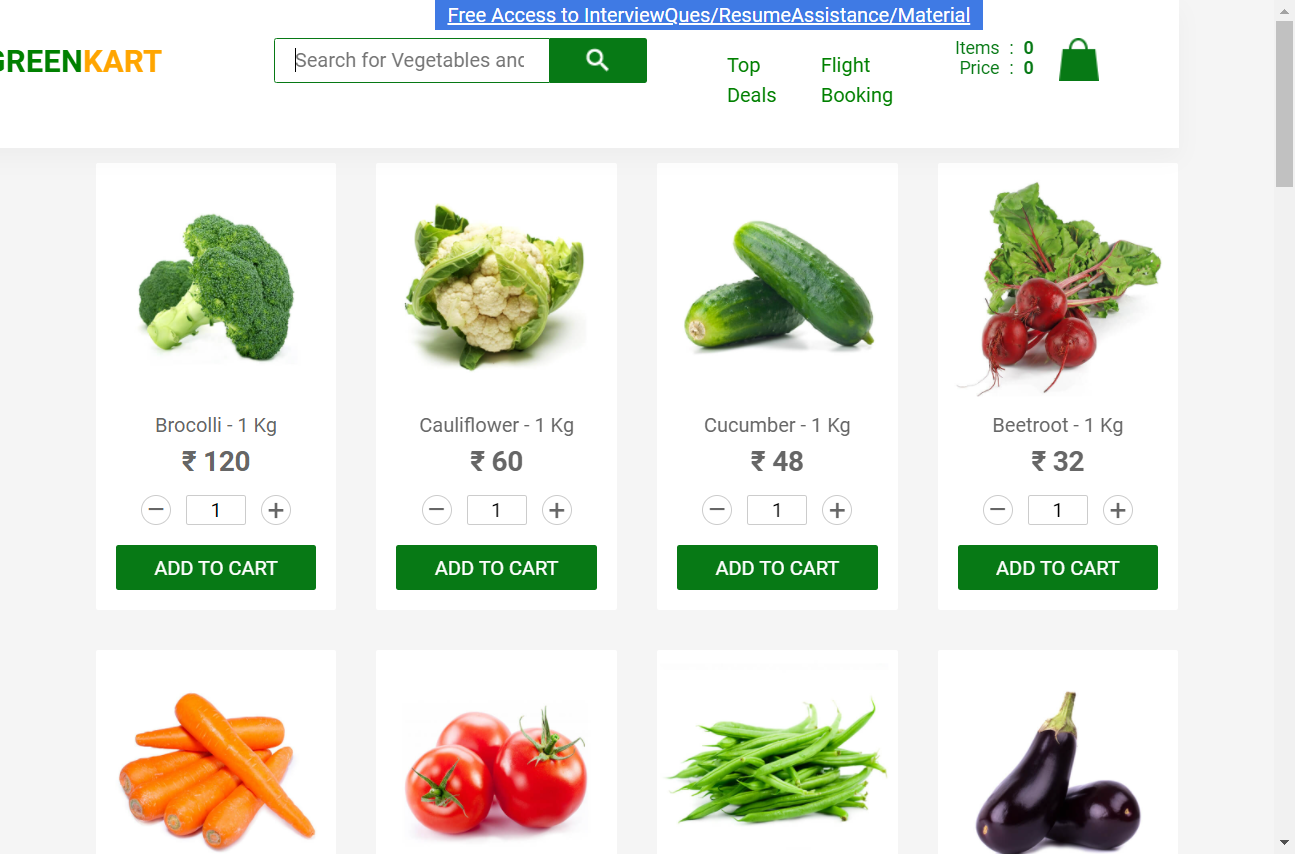 Free Access to InterviewQues/ResumeAssistance/Material
GREENKART
Search for Vegetables and
Top Deals
Flight Booking
Items : 0
Price : 0
Brocolli - 1 Kg
₹ 120
1
ADD TO CART
Cauliflower - 1 Kg
₹ 60
1
ADD TO CART
Cucumber - 1 Kg
₹ 48
1
ADD TO CART
Beetroot - 1 Kg
₹ 32
1
ADD TO CART